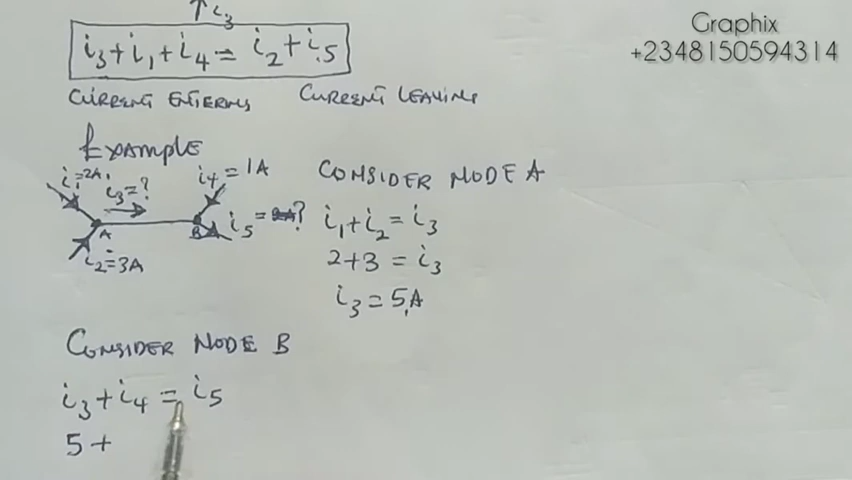 Graphix
+2348150594314
↑ i₃
i₃+i₁+i₄ = i₂+i.5
CURRENT ENTERING CURRENT LEAVING
Example
i₁=2A
i₃=?
i₄=1A
i₅=?
A
B
i₂=3A
CONSIDER NODE A
i₁+i₂=i₃
2+3=i₃
i₃=5A
CONSIDER NODE B
i₃+i₄=i₅
5+